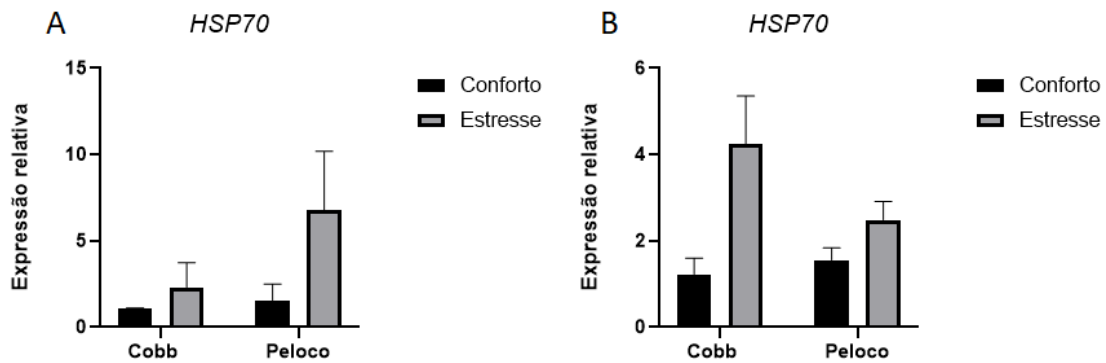 A
HSP70
Expressão relativa
15
10
5
0
Cobb
Peloco
Conforto
Estresse
B
HSP70
Expressão relativa
6
4
2
0
Cobb
Peloco
Conforto
Estresse